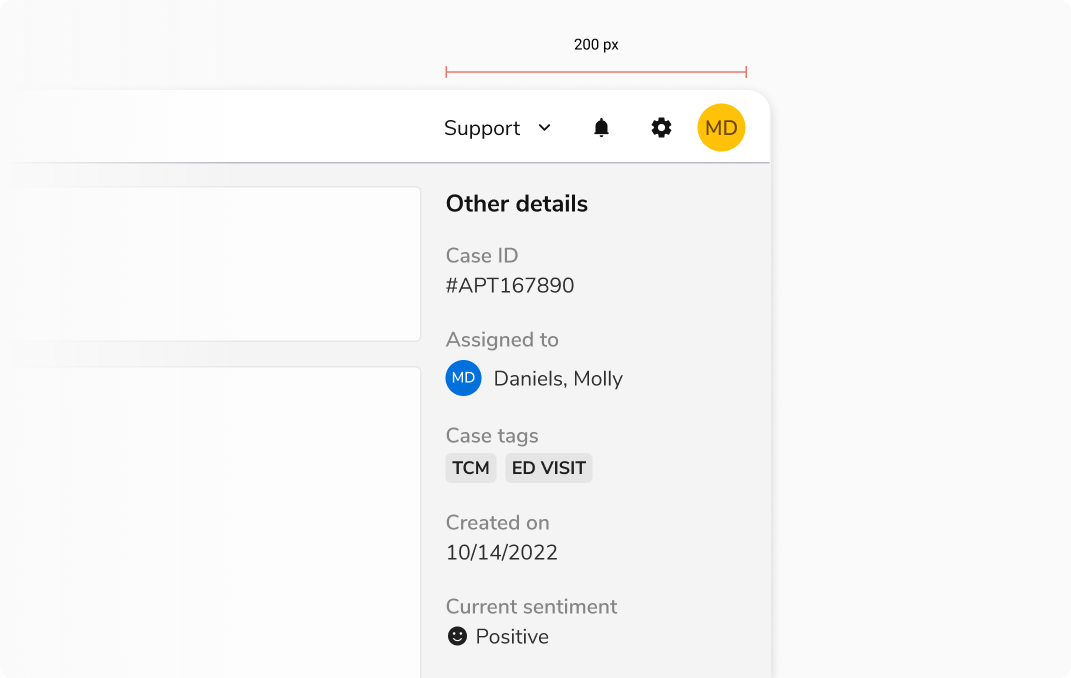 200 px
Support
MD
Other details
Case ID
#APT167890
Assigned to
MD Daniels, Molly
Case tags
TCM ED VISIT
Created on
10/14/2022
Current sentiment
Positive